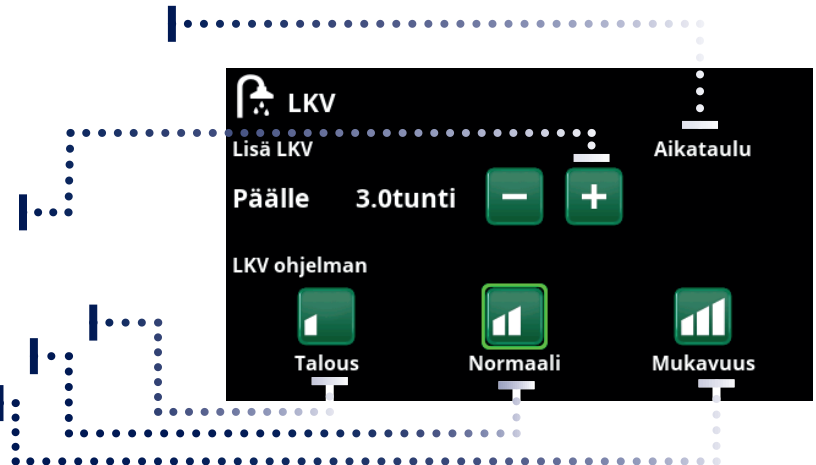 LKV
Lisä LKV
Aikataulu
Päälle 3.0tunti − +
LKV ohjelman
Talous Normaali Mukavuus